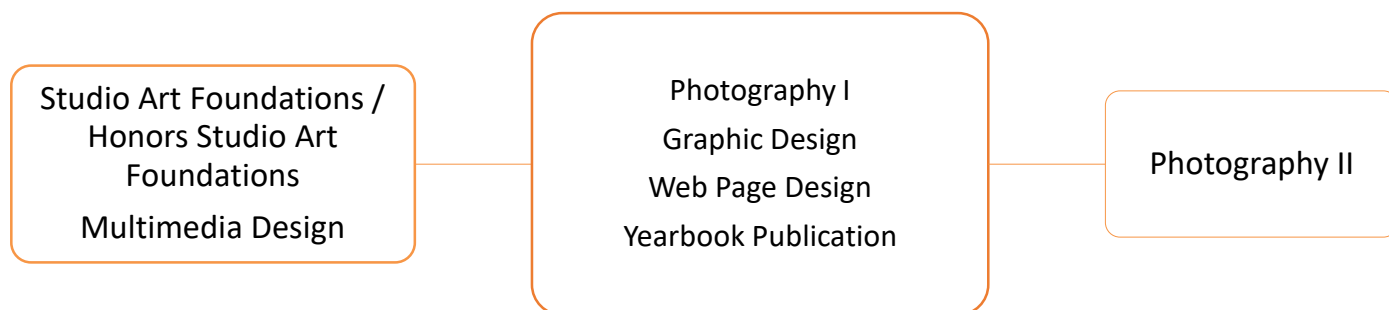 Studio Art Foundations /
Honors Studio Art
Foundations
Multimedia Design
Photography I
Graphic Design
Web Page Design
Yearbook Publication
Photography II